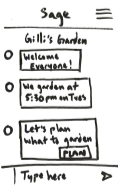 Sage
Gilli's Garden
Welcome
Everyone!
We garden at
5:30pm on Tues
Let's plan
what to garden
PLAN
Type here